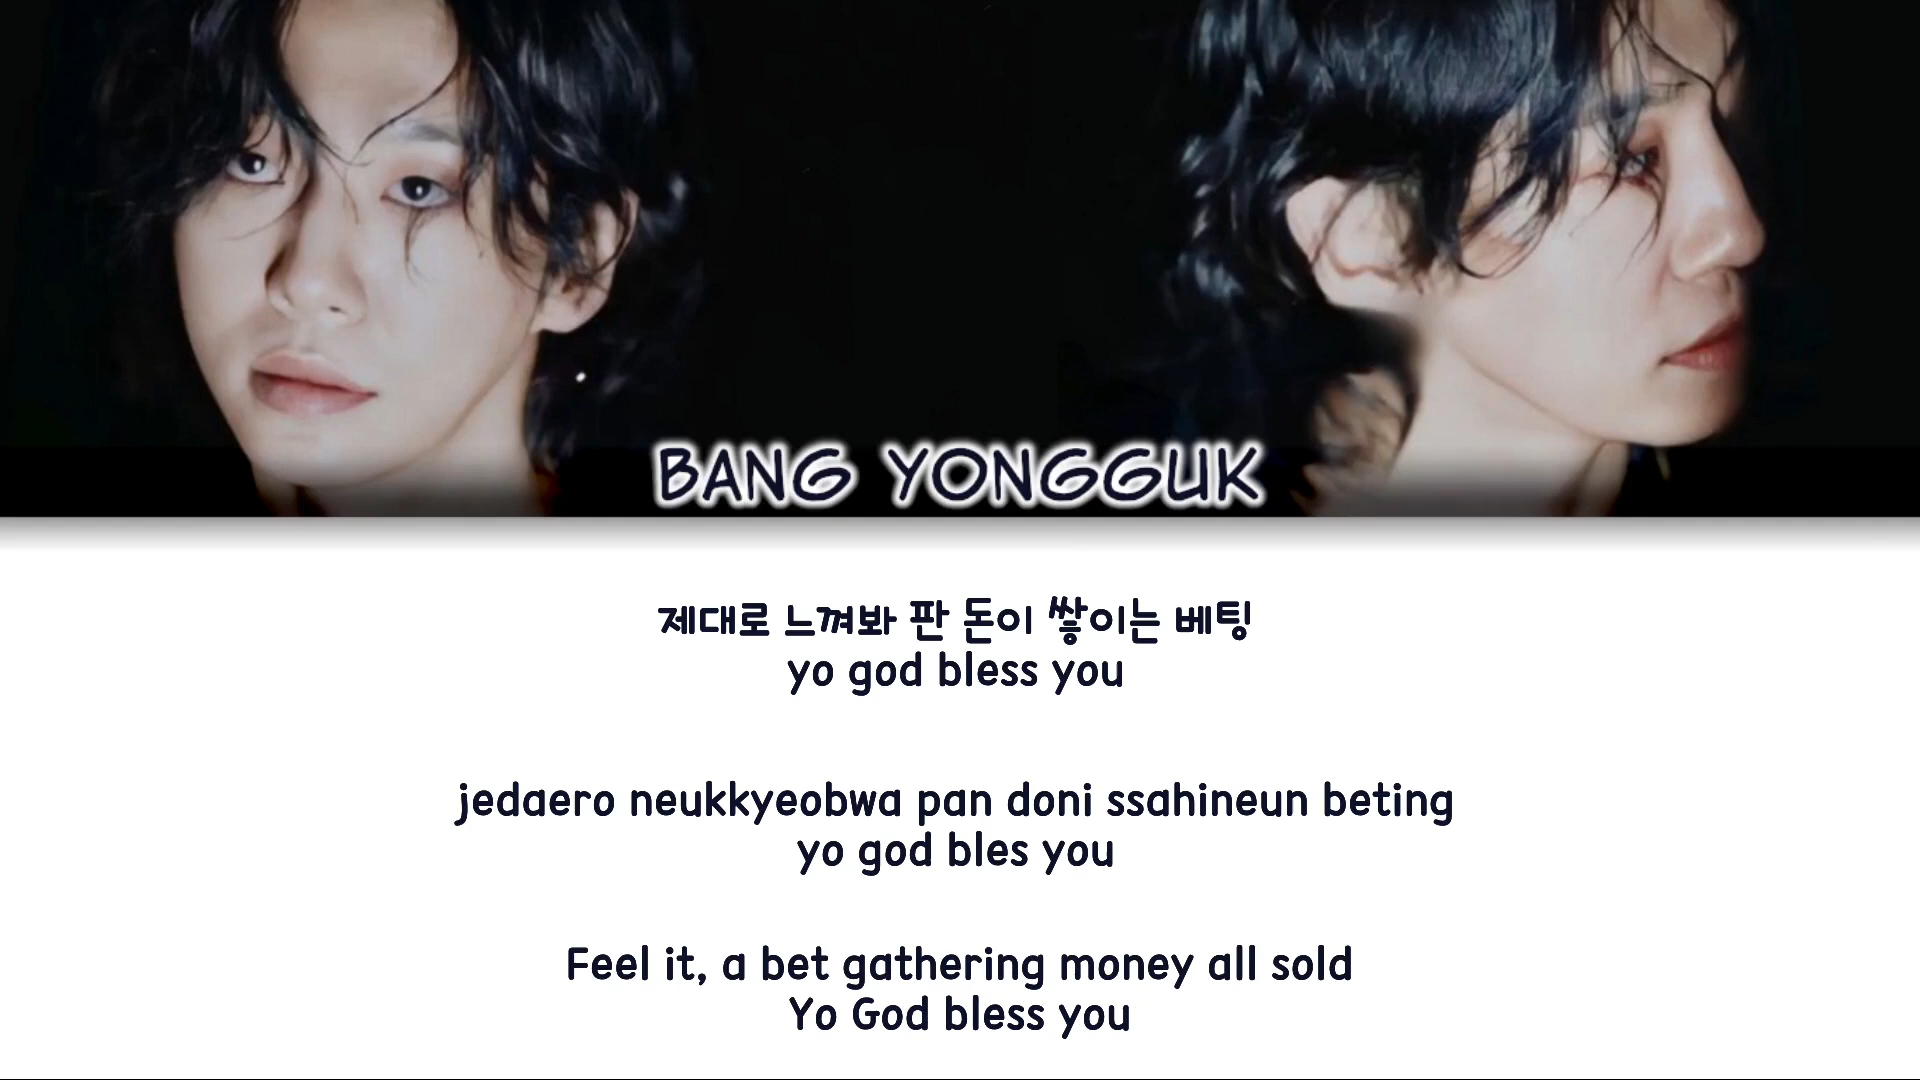 BANG YONGGUK
제대로 느껴봐 판 돈이 쌓이는 베팅
yo god bless you
jedaero neukkyeobwa pan doni ssahineun beting
yo god bles you
Feel it, a bet gathering money all sold
Yo God bless you